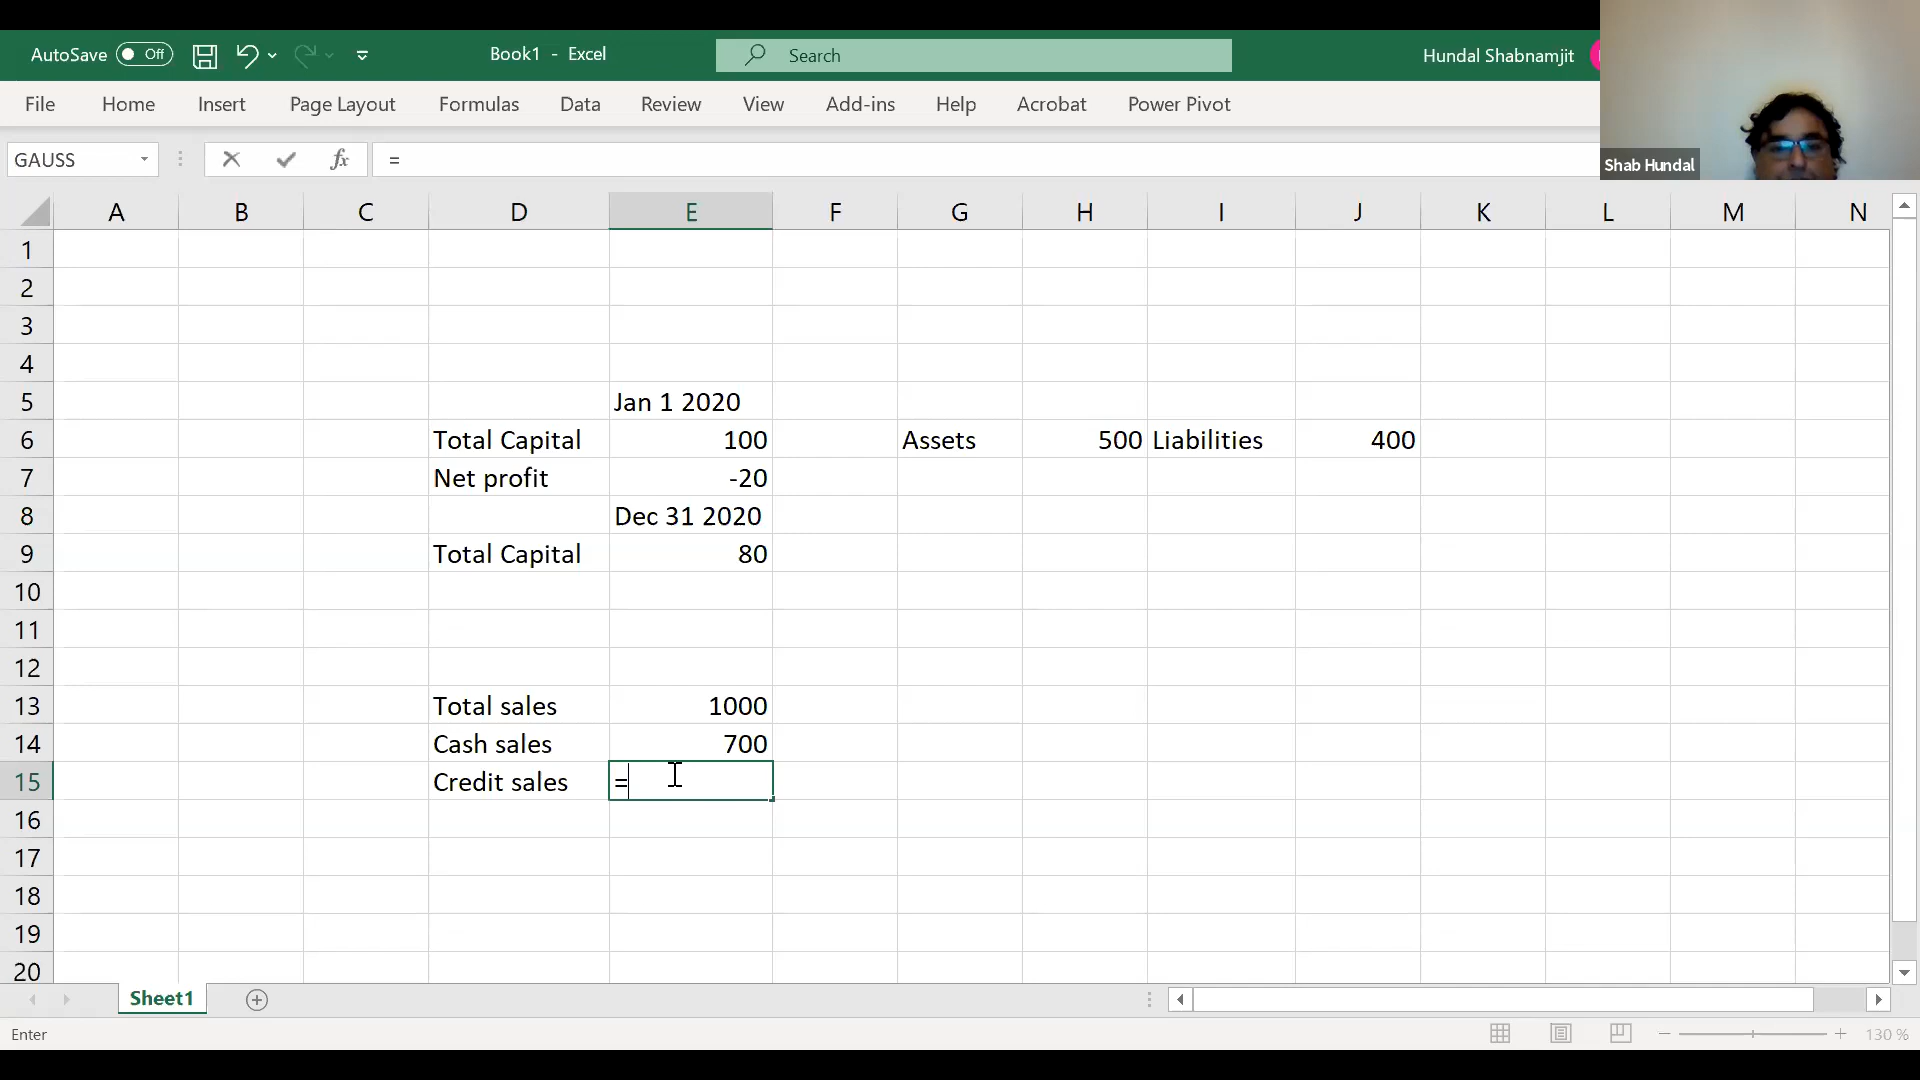 AutoSave Off Book1 - Excel Search Hundal Shabnamjit
File Home Insert Page Layout Formulas Data Review View Add-ins Help Acrobat Power Pivot
GAUSS fx =
Shab Hundal
A B C D E F G H I J K L M N
1
2
3
4
5 Jan 1 2020
6 Total Capital 100 Assets 500 Liabilities 400
7 Net profit -20
8 Dec 31 2020
9 Total Capital 80
10
11
12
13 Total sales 1000
14 Cash sales 700
15 Credit sales =
16
17
18
19
20
Sheet1
Enter 130 %